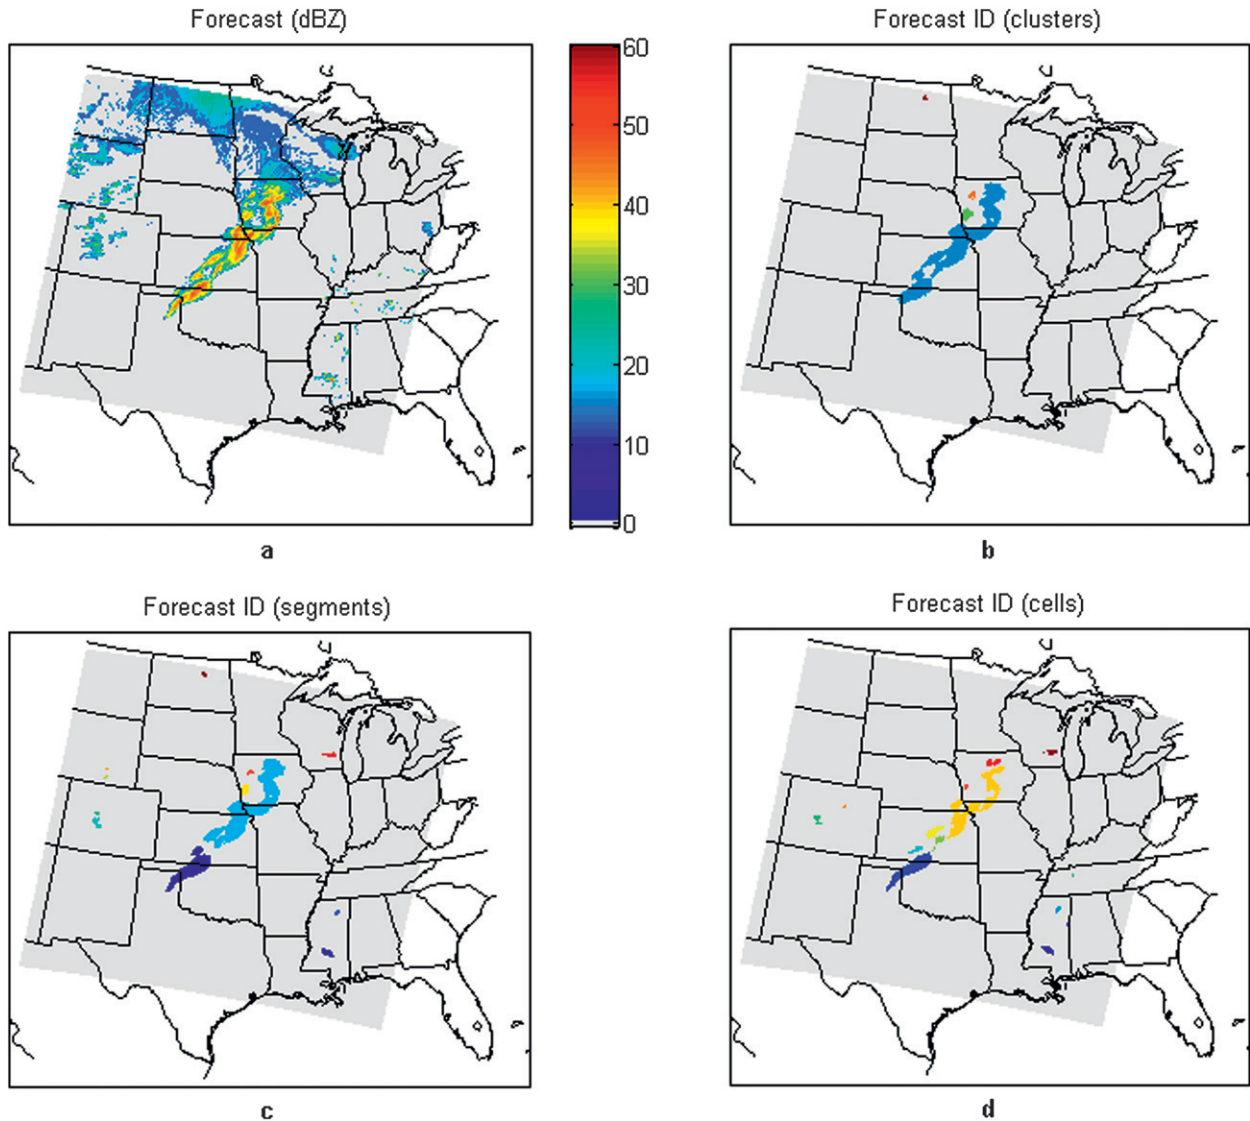 Forecast (dBZ)
60
50
40
30
20
10
0
a
Forecast ID (clusters)
b
Forecast ID (segments)
c
Forecast ID (cells)
d